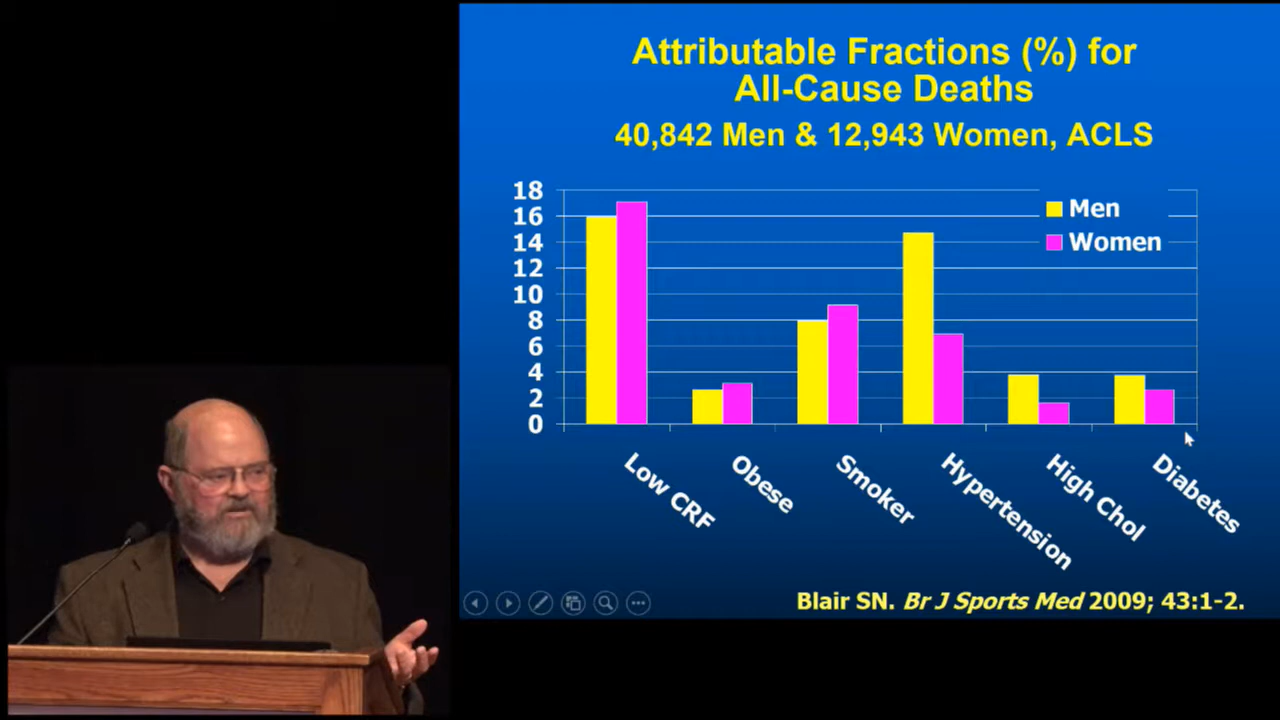 Attributable Fractions (%) for
All-Cause Deaths
40,842 Men & 12,943 Women, ACLS
18
16
14
12
10
8
6
4
2
0
Men
Women
Low CRF
Obese
Smoker
Hypertension
High Chol
Diabetes
Blair SN. Br J Sports Med 2009; 43:1-2.